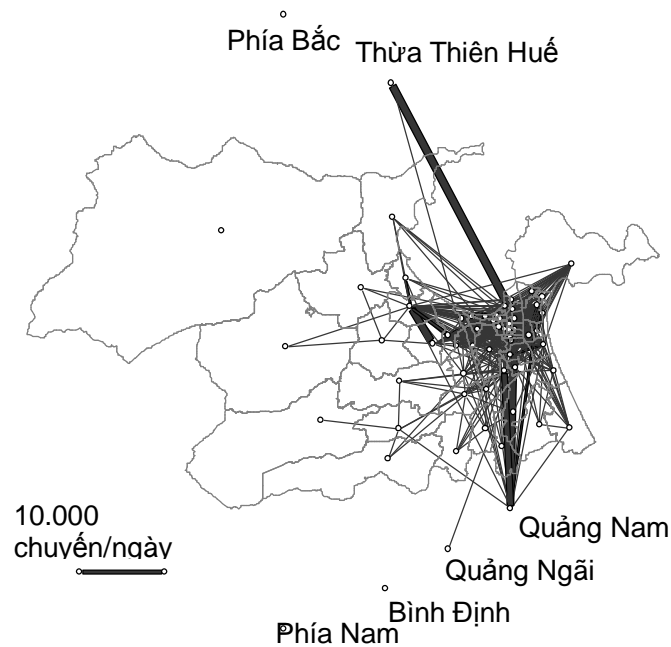 Phía Bắc
Thừa Thiên Huế
10.000
chuyến/ngày
Quảng Nam
Quảng Ngãi
Bình Định
Phía Nam